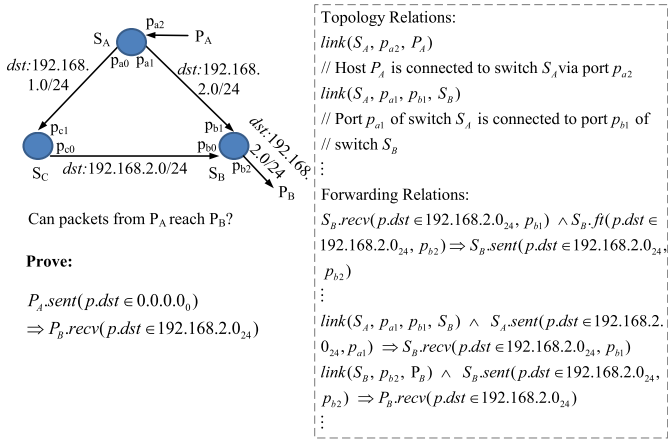 p_a2
S_A
P_A
p_a0 p_a1
dst:192.168.
1.0/24
dst:192.168.
2.0/24
dst:192.168.
2.0/24
p_c1
p_c0
p_b1
p_b0
p_b2
S_C
dst:192.168.2.0/24
S_B
P_B
Can packets from P_A reach P_B?
Prove:
P_A.sent(p.dst ∈ 0.0.0.0_0)
⇒ P_B.recv(p.dst ∈ 192.168.2.0_24)
Topology Relations:
link(S_A, p_a2, P_A)
// Host P_A is connected to switch S_A via port p_a2
link(S_A, p_a1, p_b1, S_B)
// Port p_a1 of switch S_A is connected to port p_b1 of
// switch S_B
⋮
Forwarding Relations:
S_B.recv(p.dst ∈ 192.168.2.0_24, p_b1) ∧ S_B.ft(p.dst ∈
192.168.2.0_24, p_b2) ⇒ S_B.sent(p.dst ∈ 192.168.2.0_24,
p_b2)
⋮
link(S_A, p_a1, p_b1, S_B) ∧ S_A.sent(p.dst ∈ 192.168.2.
0_24, p_a1) ⇒ S_B.recv(p.dst ∈ 192.168.2.0_24, p_b1)
link(S_B, p_b2, P_B) ∧ S_B.sent(p.dst ∈ 192.168.2.0_24,
p_b2) ⇒ P_B.recv(p.dst ∈ 192.168.2.0_24)
⋮